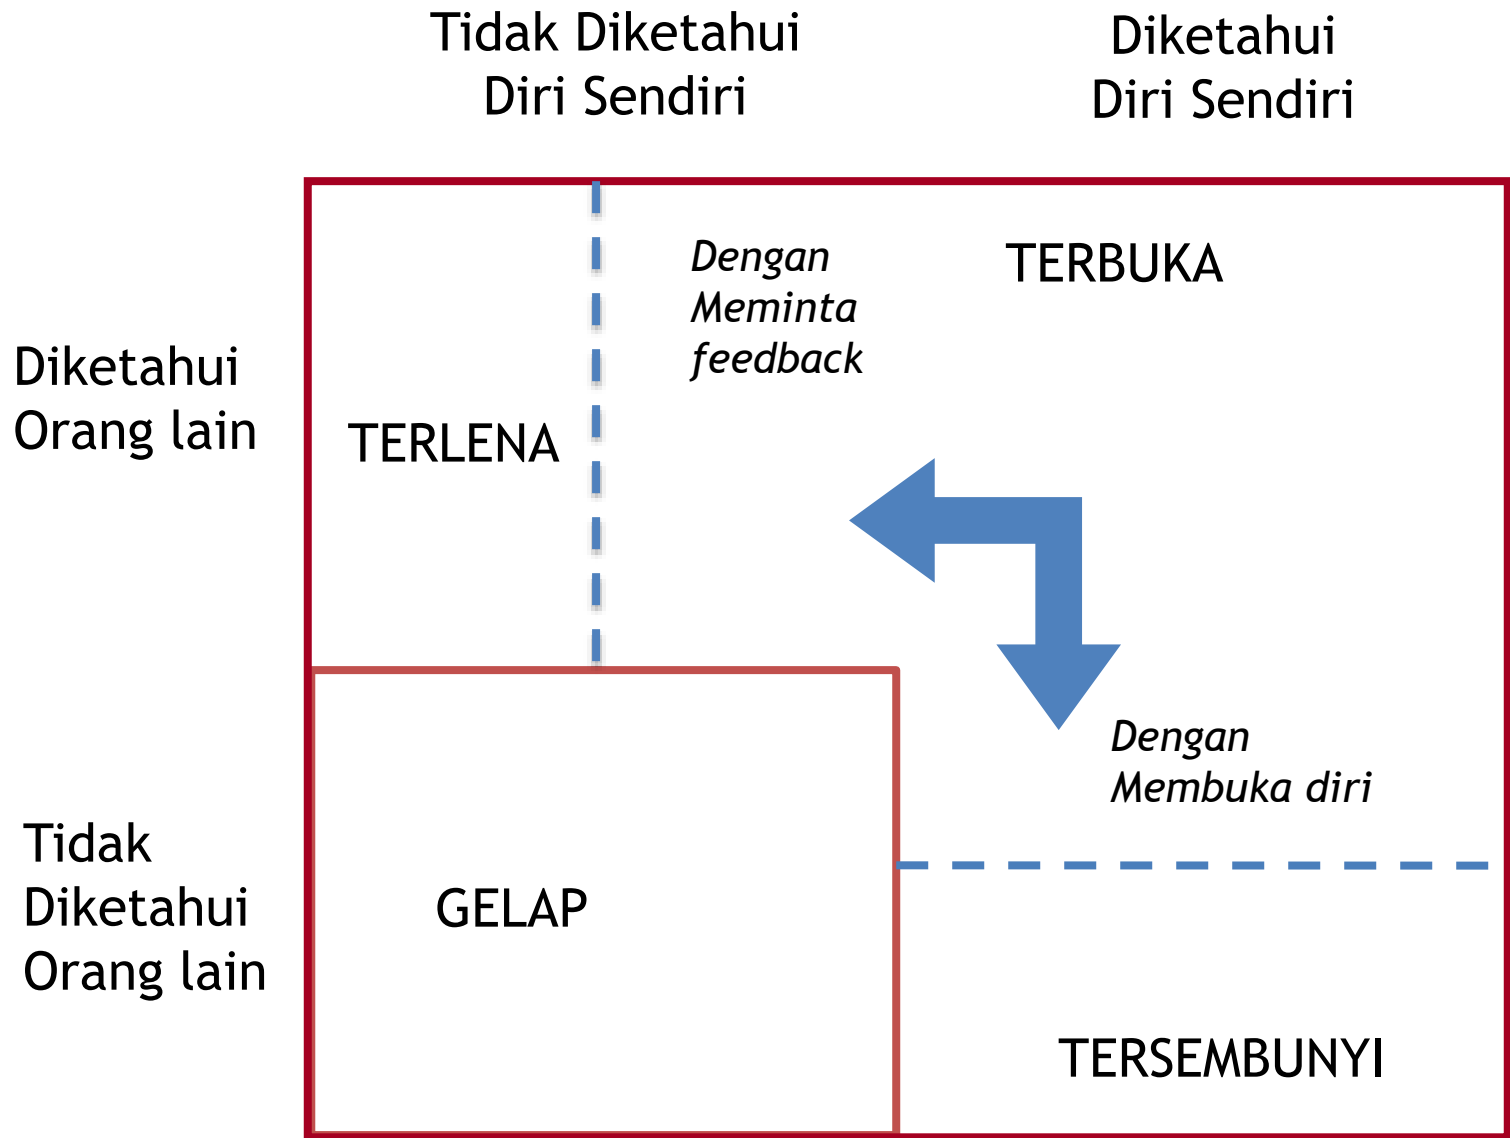 Tidak Diketahui
Diri Sendiri
Diketahui
Diri Sendiri
Diketahui
Orang lain
TERLENA
Dengan
Meminta
feedback
TERBUKA
Dengan
Membuka diri
Tidak
Diketahui
Orang lain
GELAP
TERSEMBUNYI